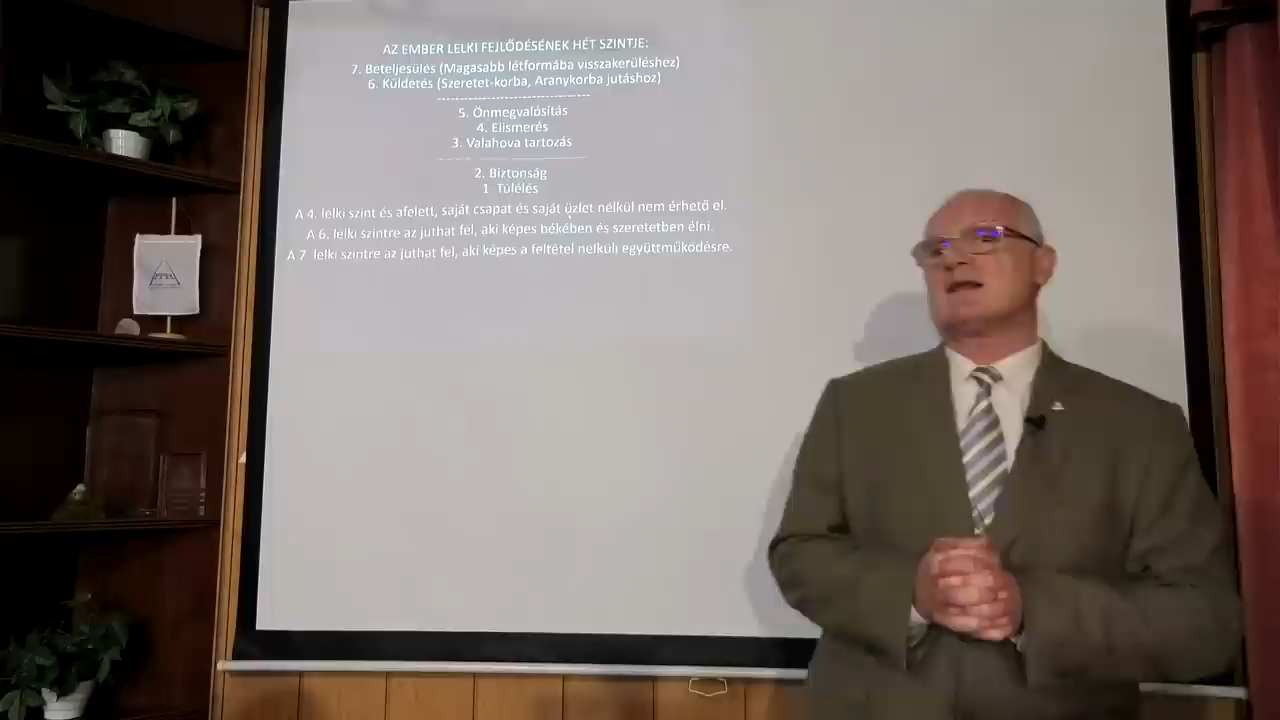 AZ EMBER LELKI FEJLŐDÉSÉNEK HÉT SZINTJE:
7. Beteljesülés (Magasabb létformába visszakerüléshez)
6. Küldetés (Szeretet-korba, Aranykorba jutáshoz)
5. Önmegvalósítás
4. Elismerés
3. Valahova tartozás
2. Biztonság
1 Túlélés
A 4. lelki szint és afelett, saját csapat és saját üzlet nélkül nem érhető el.
A 6. lelki szintre az juthat fel, aki képes békében és szeretetben élni.
A 7 lelki szintre az juthat fel, aki képes a feltétel nélküli együttműködésre.